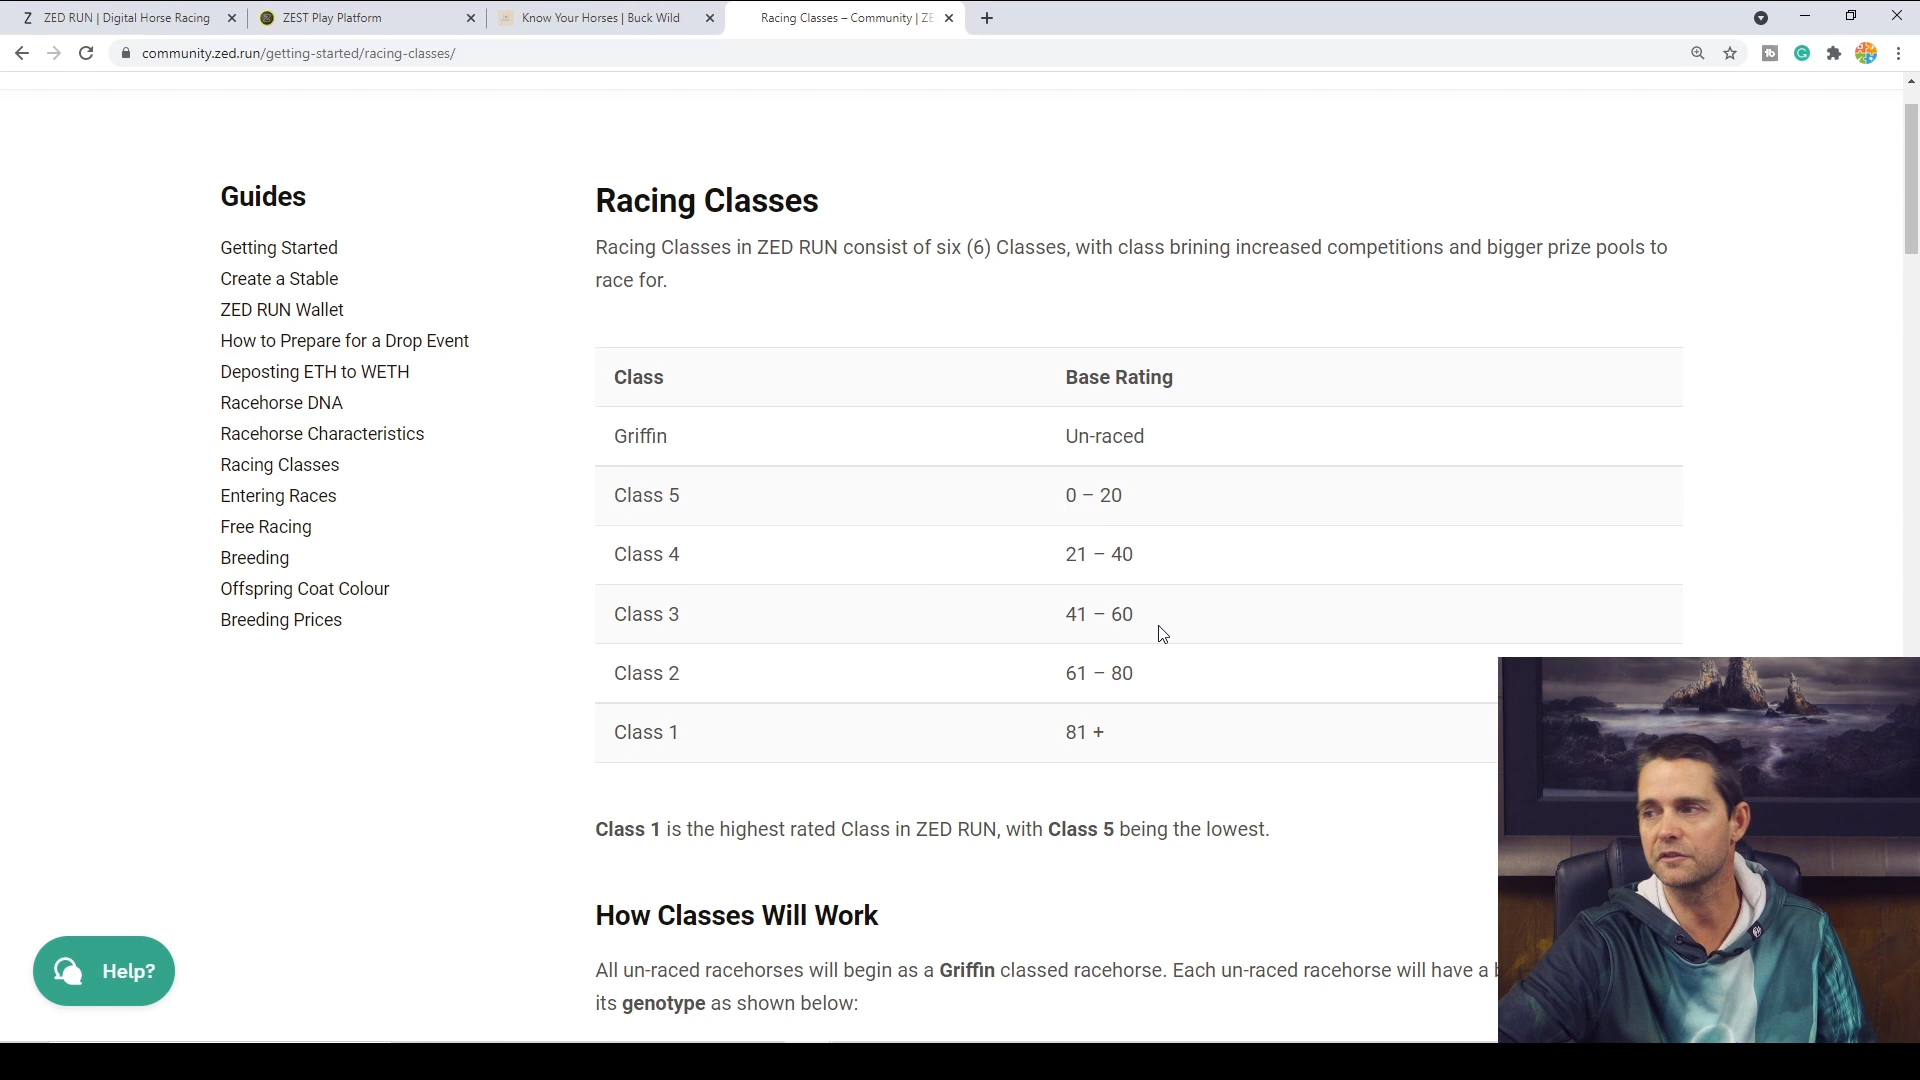 ZED RUN | Digital Horse Racing
ZEST Play Platform
Know Your Horses | Buck Wild
Racing Classes – Community | ZE
community.zed.run/getting-started/racing-classes/
Guides
Getting Started
Create a Stable
ZED RUN Wallet
How to Prepare for a Drop Event
Deposting ETH to WETH
Racehorse DNA
Racehorse Characteristics
Racing Classes
Entering Races
Free Racing
Breeding
Offspring Coat Colour
Breeding Prices
Racing Classes
Racing Classes in ZED RUN consist of six (6) Classes, with class brining increased competitions and bigger prize pools to
race for.
Class Base Rating
Griffin Un-raced
Class 5 0 – 20
Class 4 21 – 40
Class 3 41 – 60
Class 2 61 – 80
Class 1 81 +
Class 1 is the highest rated Class in ZED RUN, with Class 5 being the lowest.
How Classes Will Work
All un-raced racehorses will begin as a Griffin classed racehorse. Each un-raced racehorse will have a
its genotype as shown below:
Help?